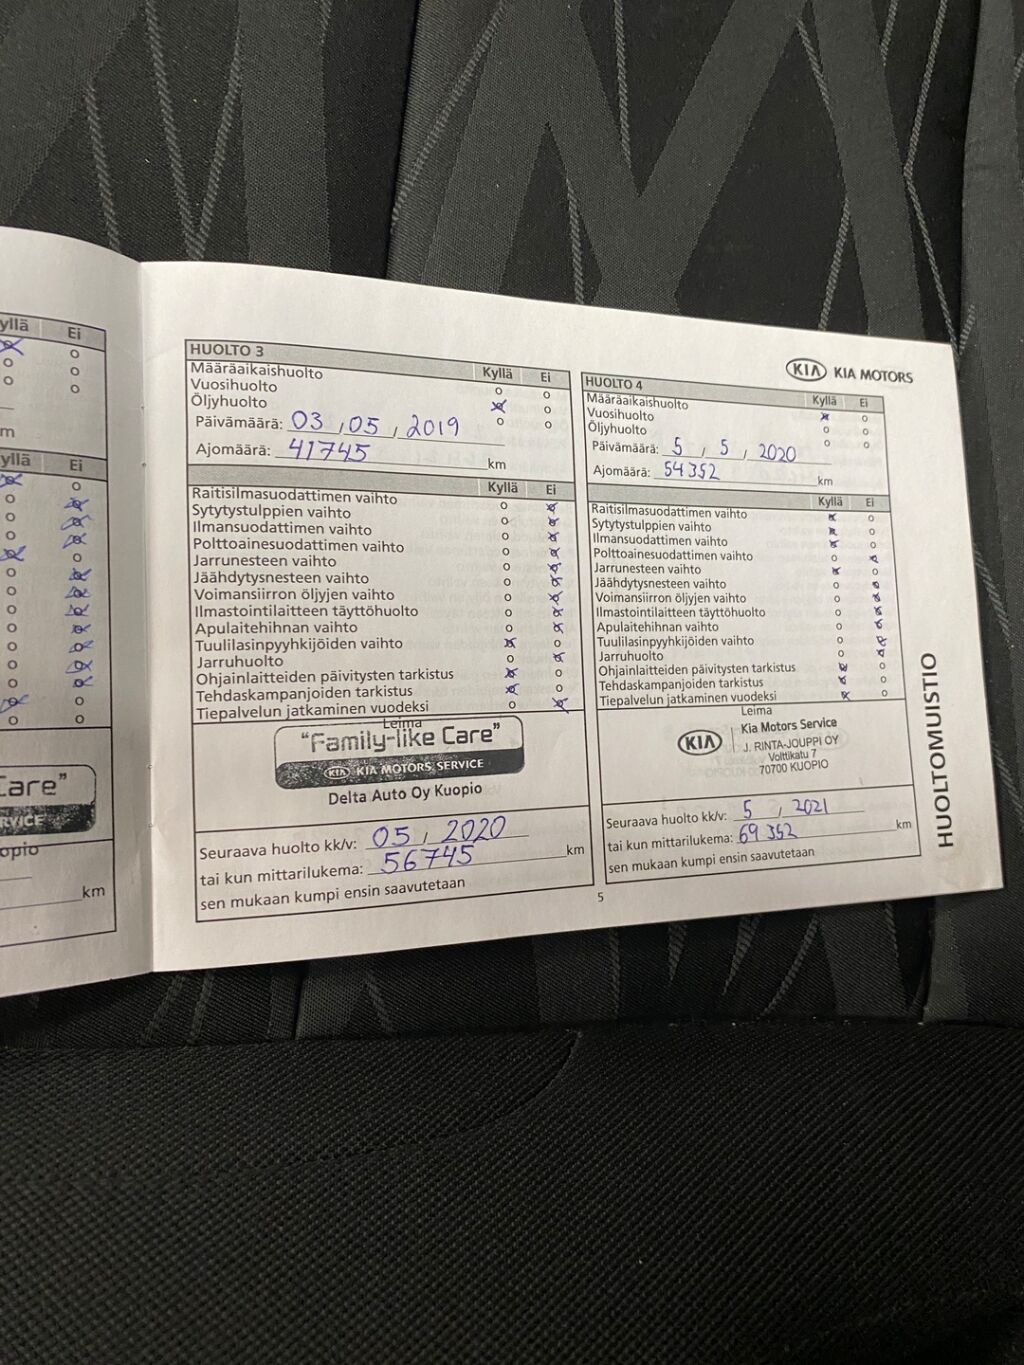 yllä Ei
m
yllä Ei
Care”
RVICE
opio
km
HUOLTO 3
Kyllä Ei
Määräaikaishuolto
Vuosihuolto
Öljyhuolto
Päivämäärä: 03 , 05 , 2019
Ajomäärä: 41745 km
Kyllä Ei
Raitisilmasuodattimen vaihto
Sytytystulppien vaihto
Ilmansuodattimen vaihto
Polttoainesuodattimen vaihto
Jarrunesteen vaihto
Jäähdytysnesteen vaihto
Voimansiirron öljyjen vaihto
Ilmastointilaitteen täyttöhuolto
Apulaitehihnan vaihto
Tuulilasinpyyhkijöiden vaihto
Jarruhuolto
Ohjainlaitteiden päivitysten tarkistus
Tehdaskampanjoiden tarkistus
Tiepalvelun jatkaminen vuodeksi
Leima
“Family-like Care”
KIA KIA MOTORS SERVICE
Delta Auto Oy Kuopio
Seuraava huolto kk/v: 05 , 2020
tai kun mittarilukema: 56745 km
sen mukaan kumpi ensin saavutetaan
KIA KIA MOTORS
HUOLTO 4
Kyllä Ei
Määräaikaishuolto
Vuosihuolto
Öljyhuolto
Päivämäärä: 5 , 5 , 2020
Ajomäärä: 54352 km
Kyllä Ei
Raitisilmasuodattimen vaihto
Sytytystulppien vaihto
Ilmansuodattimen vaihto
Polttoainesuodattimen vaihto
Jarrunesteen vaihto
Jäähdytysnesteen vaihto
Voimansiirron öljyjen vaihto
Ilmastointilaitteen täyttöhuolto
Apulaitehihnan vaihto
Tuulilasinpyyhkijöiden vaihto
Jarruhuolto
Ohjainlaitteiden päivitysten tarkistus
Tehdaskampanjoiden tarkistus
Tiepalvelun jatkaminen vuodeksi
Leima
KIA
Kia Motors Service
J. RINTA-JOUPPI OY
Volttikatu 7
70700 KUOPIO
Seuraava huolto kk/v: 5 , 2021
tai kun mittarilukema: 69352 km
sen mukaan kumpi ensin saavutetaan
5
HUOLTOMUISTIO